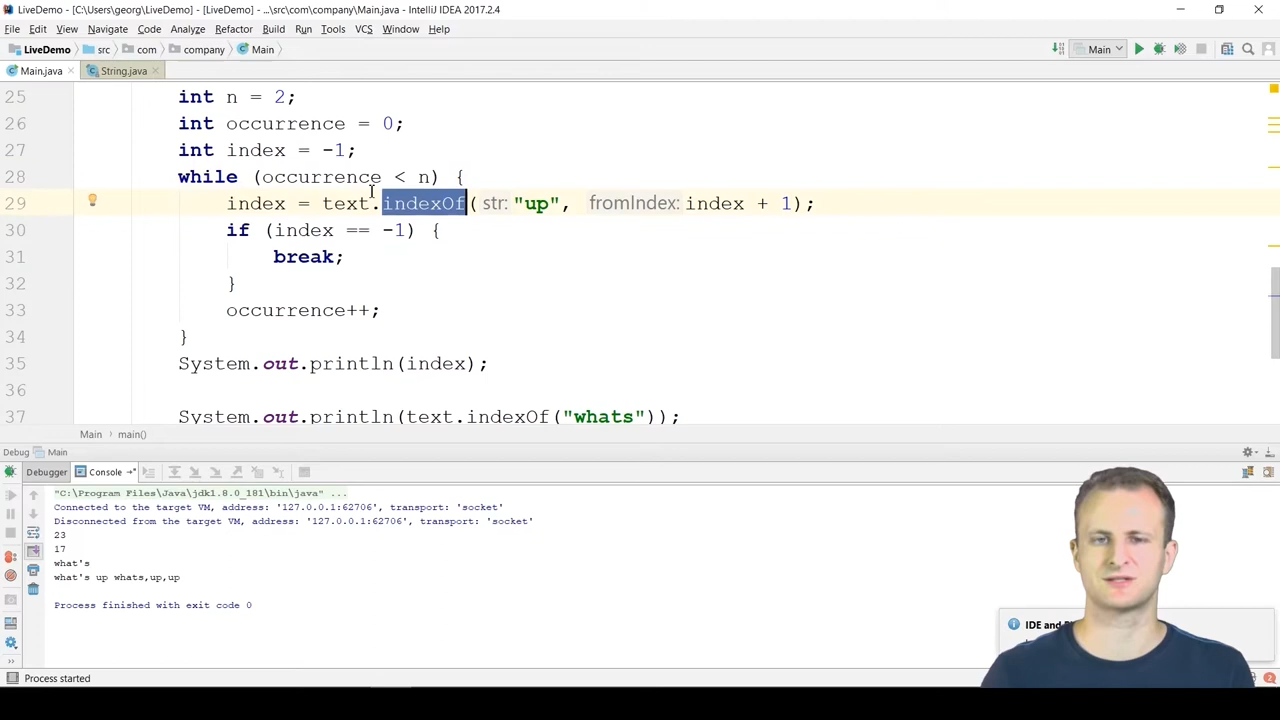 LiveDemo - [C:\Users\georg\LiveDemo] - [LiveDemo] - ...\src\com\company\Main.java - IntelliJ IDEA 2017.2.4
File Edit View Navigate Code Analyze Refactor Build Run Tools VCS Window Help
LiveDemo src com company Main Main
Main.java String.java
25 int n = 2;
26 int occurrence = 0;
27 int index = -1;
28 while (occurrence < n) {
29 index = text.indexOf( str: "up", fromIndex: index + 1);
30 if (index == -1) {
31 break;
32 }
33 occurrence++;
34 }
35 System.out.println(index);
36
37 System.out.println(text.indexOf("whats"));
Main main()
Debug Main
Debugger Console
"C:\Program Files\Java\jdk1.8.0_181\bin\java" ...
Connected to the target VM, address: '127.0.0.1:62706', transport: 'socket'
Disconnected from the target VM, address: '127.0.0.1:62706', transport: 'socket'
23
17
what's
what's up whats,up,up
Process finished with exit code 0
IDE and
Process started
2